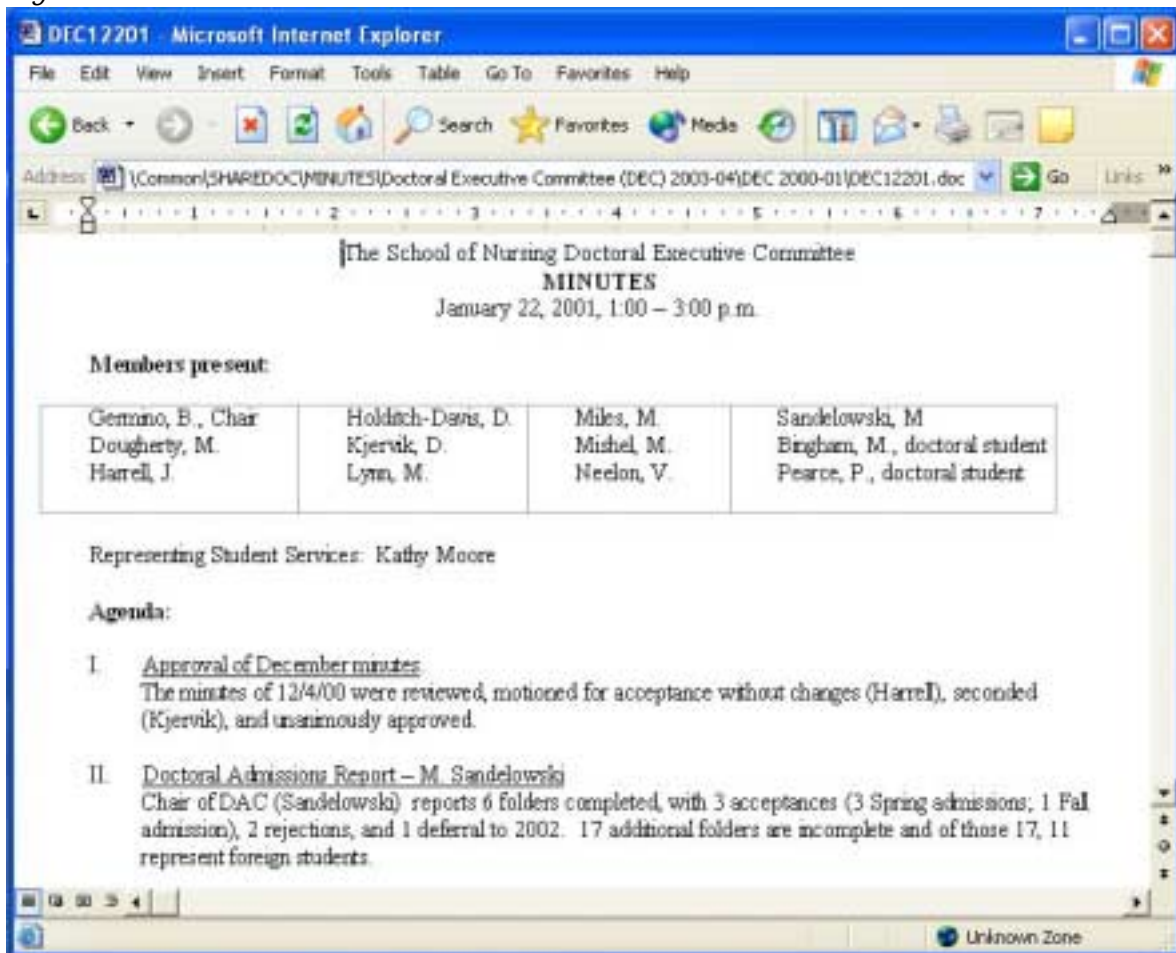 DEC12201 - Microsoft Internet Explorer
File Edit View Insert Format Tools Table Go To Favorites Help
Back Search Favorites Media
Address \Common\SHAREDOC\MINUTES\Doctoral Executive Committee (DEC) 2003-04\DEC 2000-01\DEC12201.doc Go Links »
1 2 3 4 5 6 7
The School of Nursing Doctoral Executive Committee
MINUTES
January 22, 2001, 1:00 – 3:00 p.m.
Members present:
Germino, B., Chair Holditch-Davis, D. Miles, M. Sandelowski, M
Dougherty, M. Kjervik, D. Mishel, M. Bingham, M., doctoral student
Harrell, J. Lynn, M. Neelon, V. Pearce, P., doctoral student
Representing Student Services: Kathy Moore
Agenda:
I. Approval of December minutes
The minutes of 12/4/00 were reviewed, motioned for acceptance without changes (Harrell), seconded
(Kjervik), and unanimously approved.
II. Doctoral Admissions Report – M. Sandelowski
Chair of DAC (Sandelowski) reports 6 folders completed, with 3 acceptances (3 Spring admissions; 1 Fall
admission), 2 rejections, and 1 deferral to 2002. 17 additional folders are incomplete and of those 17, 11
represent foreign students.
Unknown Zone